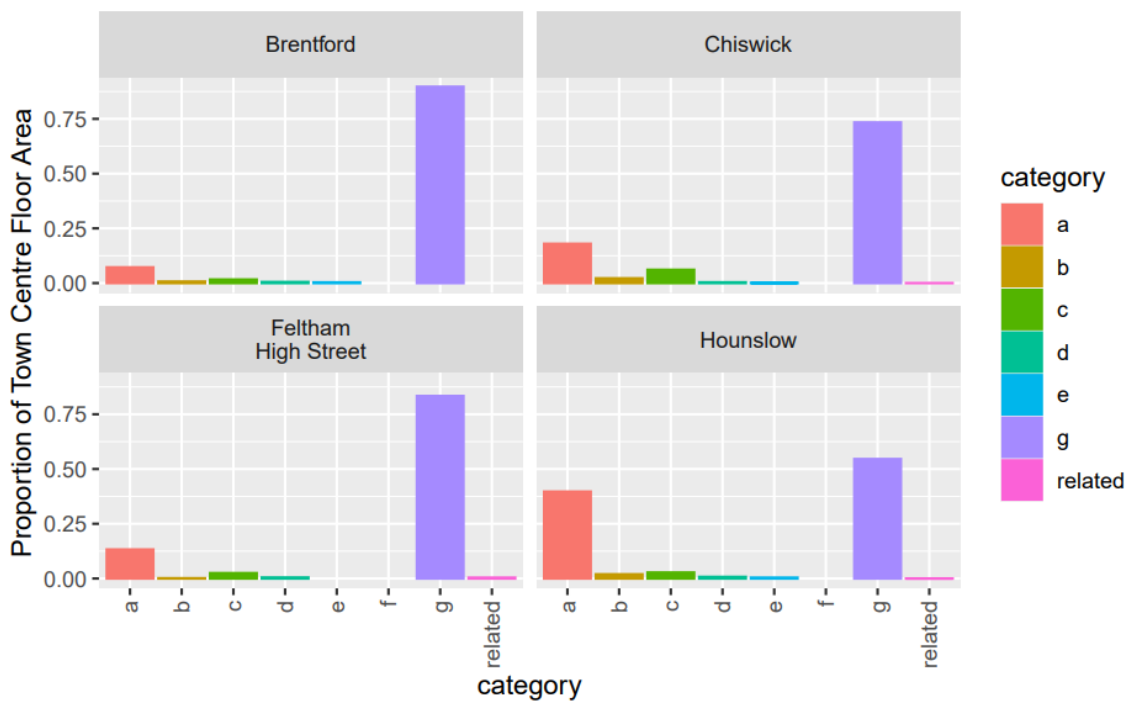 Brentford
Chiswick
Proportion of Town Centre Floor Area
0.75
0.50
0.25
0.00
Feltham
High Street
Hounslow
0.75
0.50
0.25
0.00
a b c d e f g related
a b c d e f g related
category
category
a
b
c
d
e
g
related